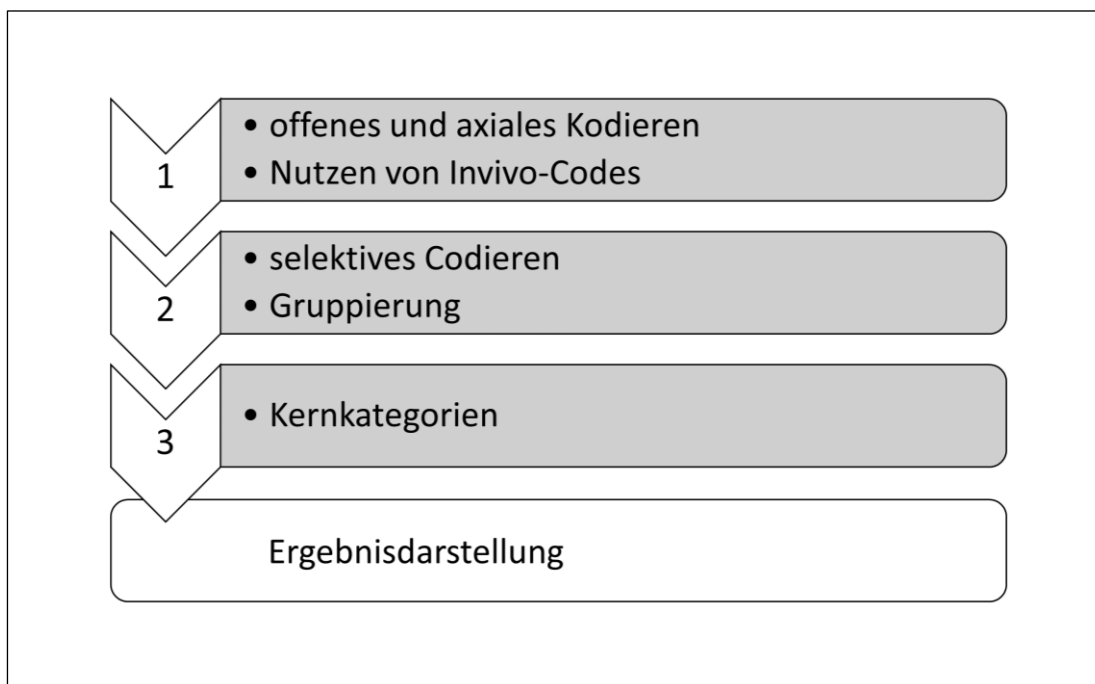 1
• offenes und axiales Kodieren
• Nutzen von Invivo-Codes
2
• selektives Codieren
• Gruppierung
3
• Kernkategorien
Ergebnisdarstellung